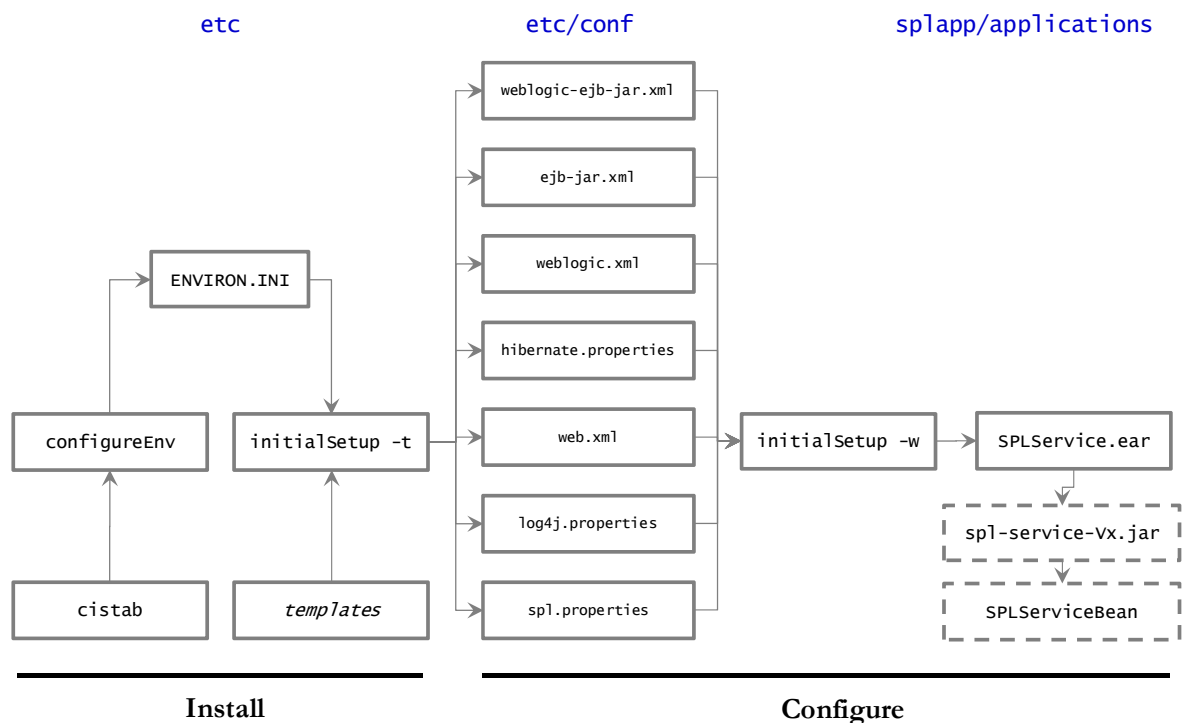 etc
etc/conf
splapp/applications
weblogic-ejb-jar.xml
ejb-jar.xml
weblogic.xml
ENVIRON.INI
hibernate.properties
configureEnv
initialSetup -t
web.xml
initialSetup -w
SPLService.ear
log4j.properties
spl-service-Vx.jar
cistab
templates
spl.properties
SPLServiceBean
Install
Configure